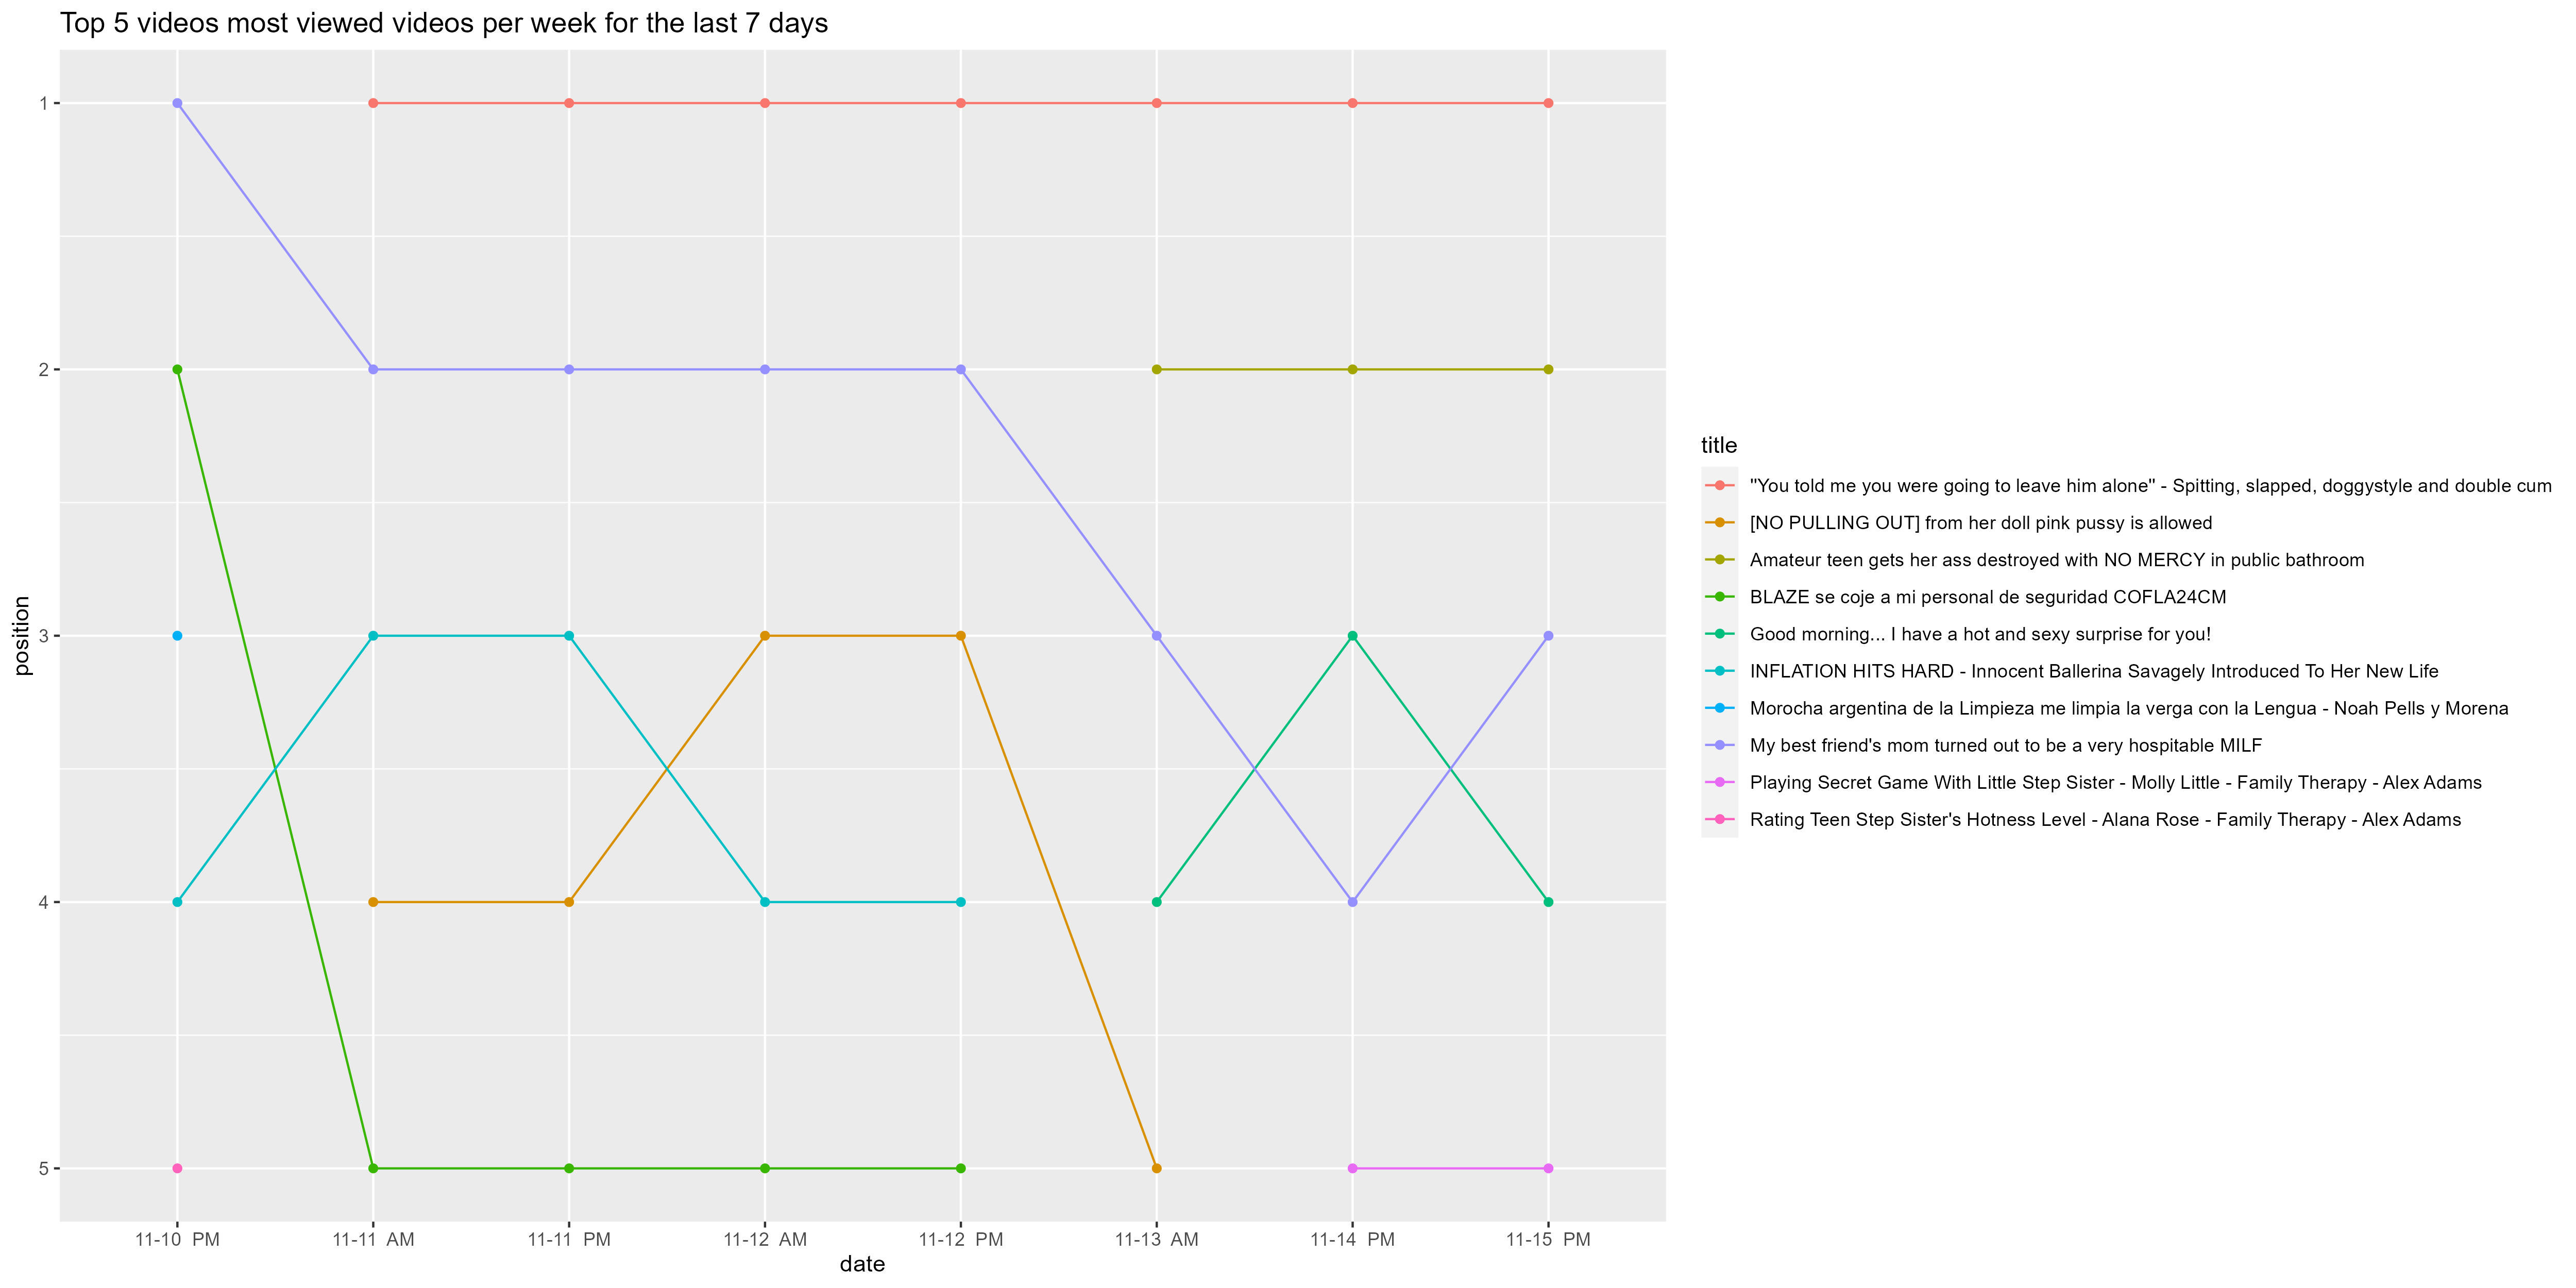 Top 5 videos most viewed videos per week for the last 7 days
position
1
2
3
4
5
11-10 PM
11-11 AM
11-11 PM
11-12 AM
11-12 PM
11-13 AM
11-14 PM
11-15 PM
date
title
"You told me you were going to leave him alone" - Spitting, slapped, doggystyle and double cum
[NO PULLING OUT] from her doll pink pussy is allowed
Amateur teen gets her ass destroyed with NO MERCY in public bathroom
BLAZE se coje a mi personal de seguridad COFLA24CM
Good morning... I have a hot and sexy surprise for you!
INFLATION HITS HARD - Innocent Ballerina Savagely Introduced To Her New Life
Morocha argentina de la Limpieza me limpia la verga con la Lengua - Noah Pells y Morena
My best friend's mom turned out to be a very hospitable MILF
Playing Secret Game With Little Step Sister - Molly Little - Family Therapy - Alex Adams
Rating Teen Step Sister's Hotness Level - Alana Rose - Family Therapy - Alex Adams